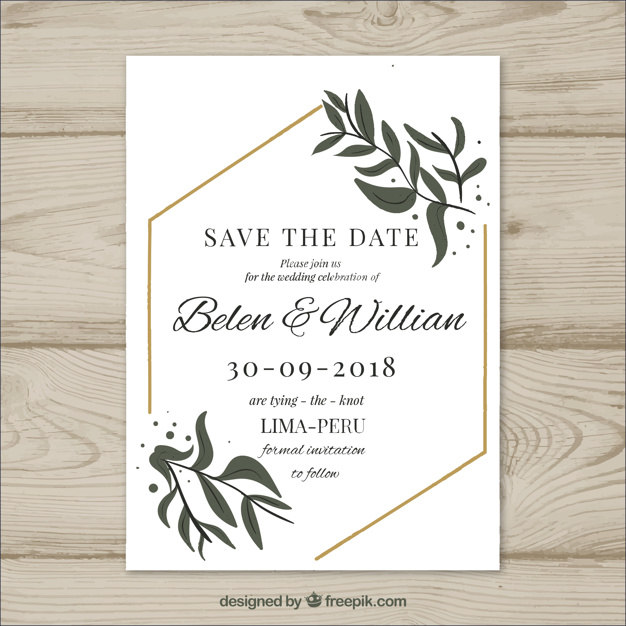 SAVE THE DATE
Please join us
for the wedding celebration of
Belen & Willian
30-09-2018
are tying - the - knot
LIMA-PERU
formal invitation
to follow
designed by freepik.com